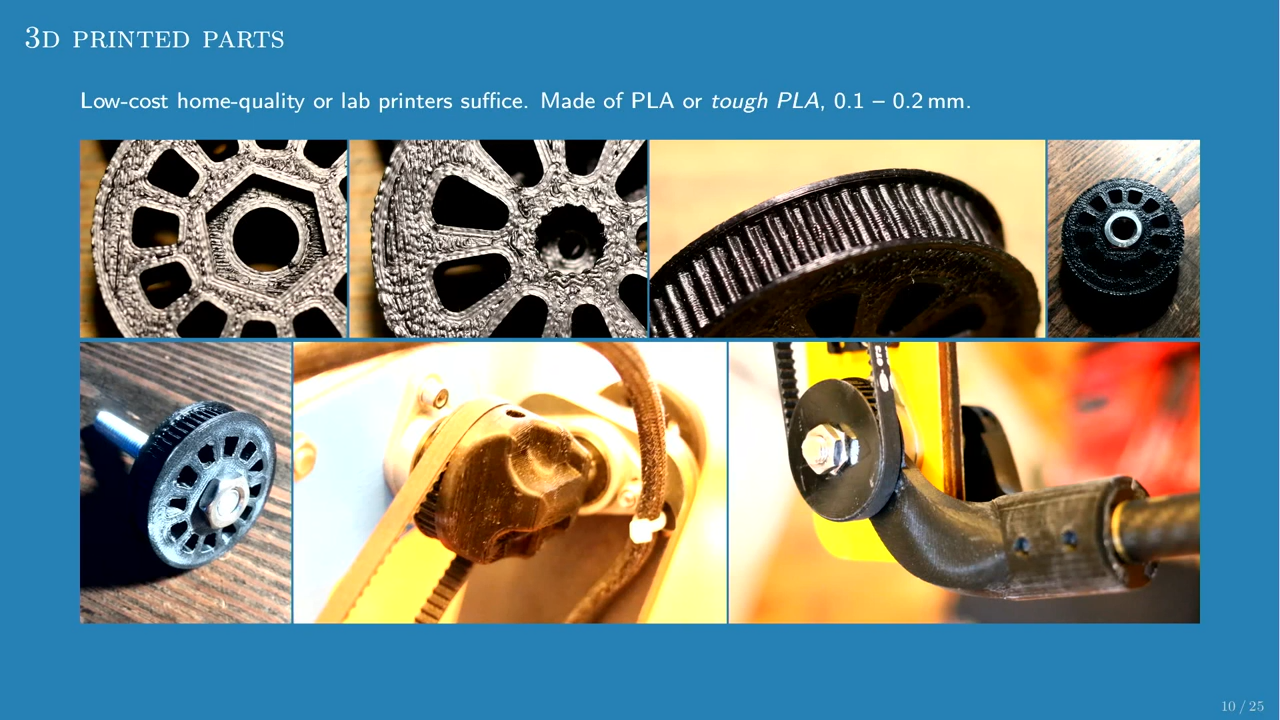 3D PRINTED PARTS
Low-cost home-quality or lab printers suffice. Made of PLA or tough PLA, 0.1 – 0.2 mm.
10 / 25